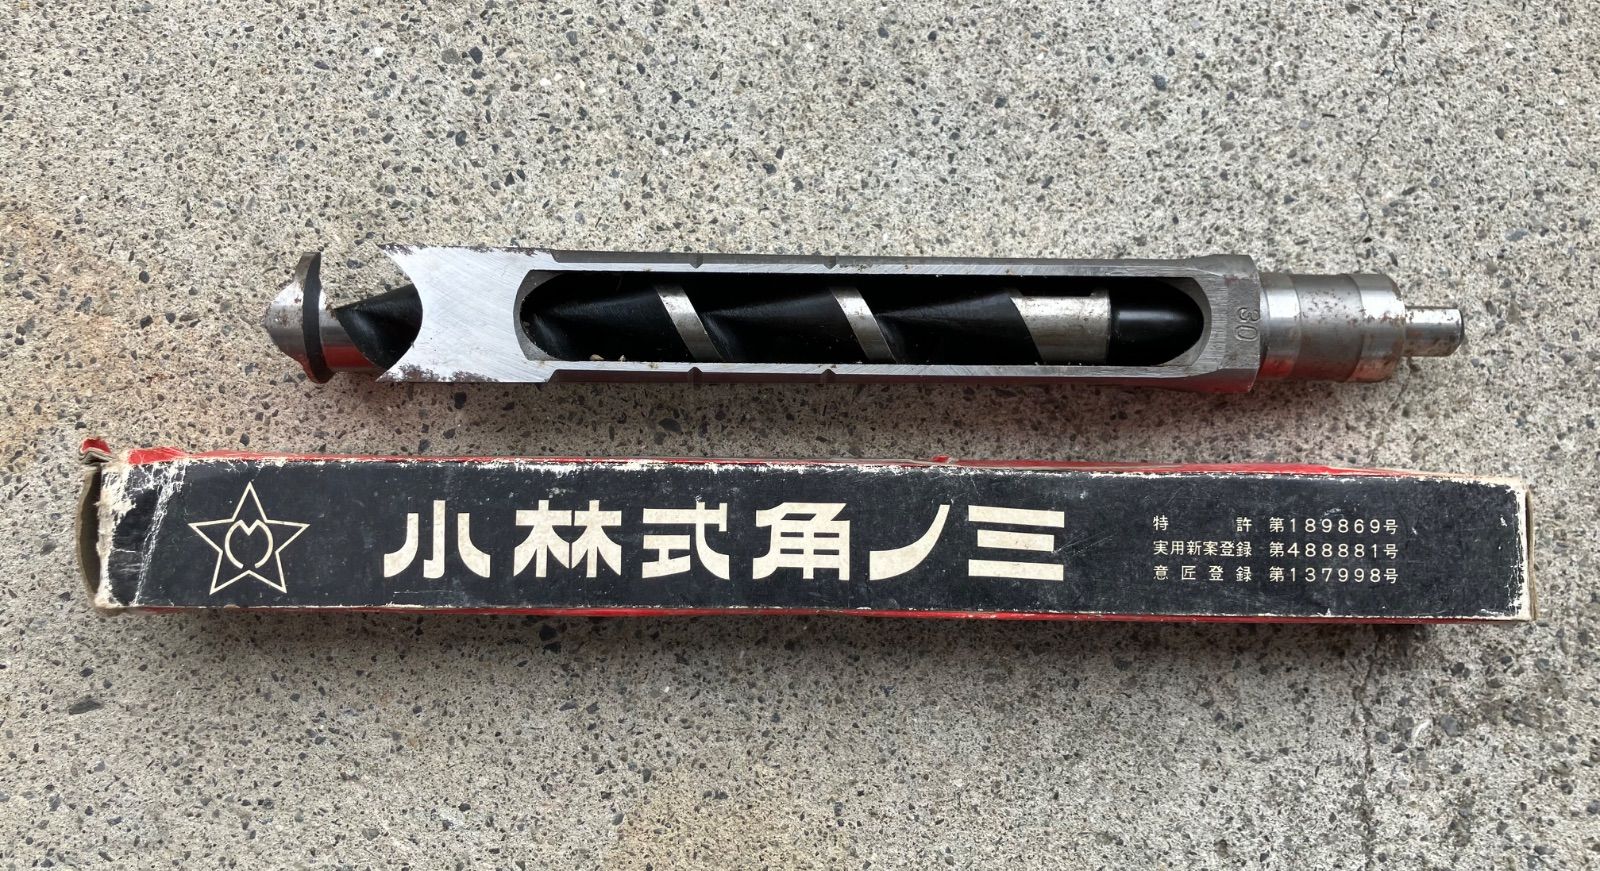 30
小林式角ノミ
特許 第189869号
実用新案登録 第488881号
意匠登録 第137998号